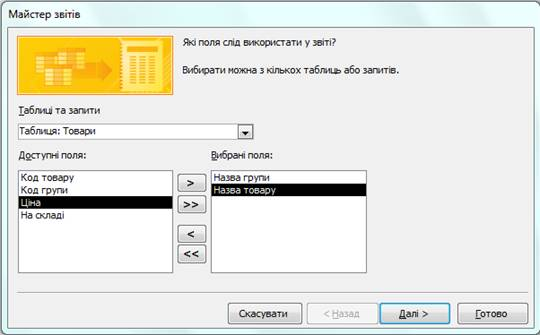 Майстер звітів
Які поля слід використати у звіті?
Вибирати можна з кількох таблиць або запитів.
Таблиці та запити
Таблиця: Товари
Доступні поля:
Вибрані поля:
Код товару
Код групи
Ціна
На складі
>
>>
<
<<
Назва групи
Назва товару
Скасувати
< Назад
Далі >
Готово